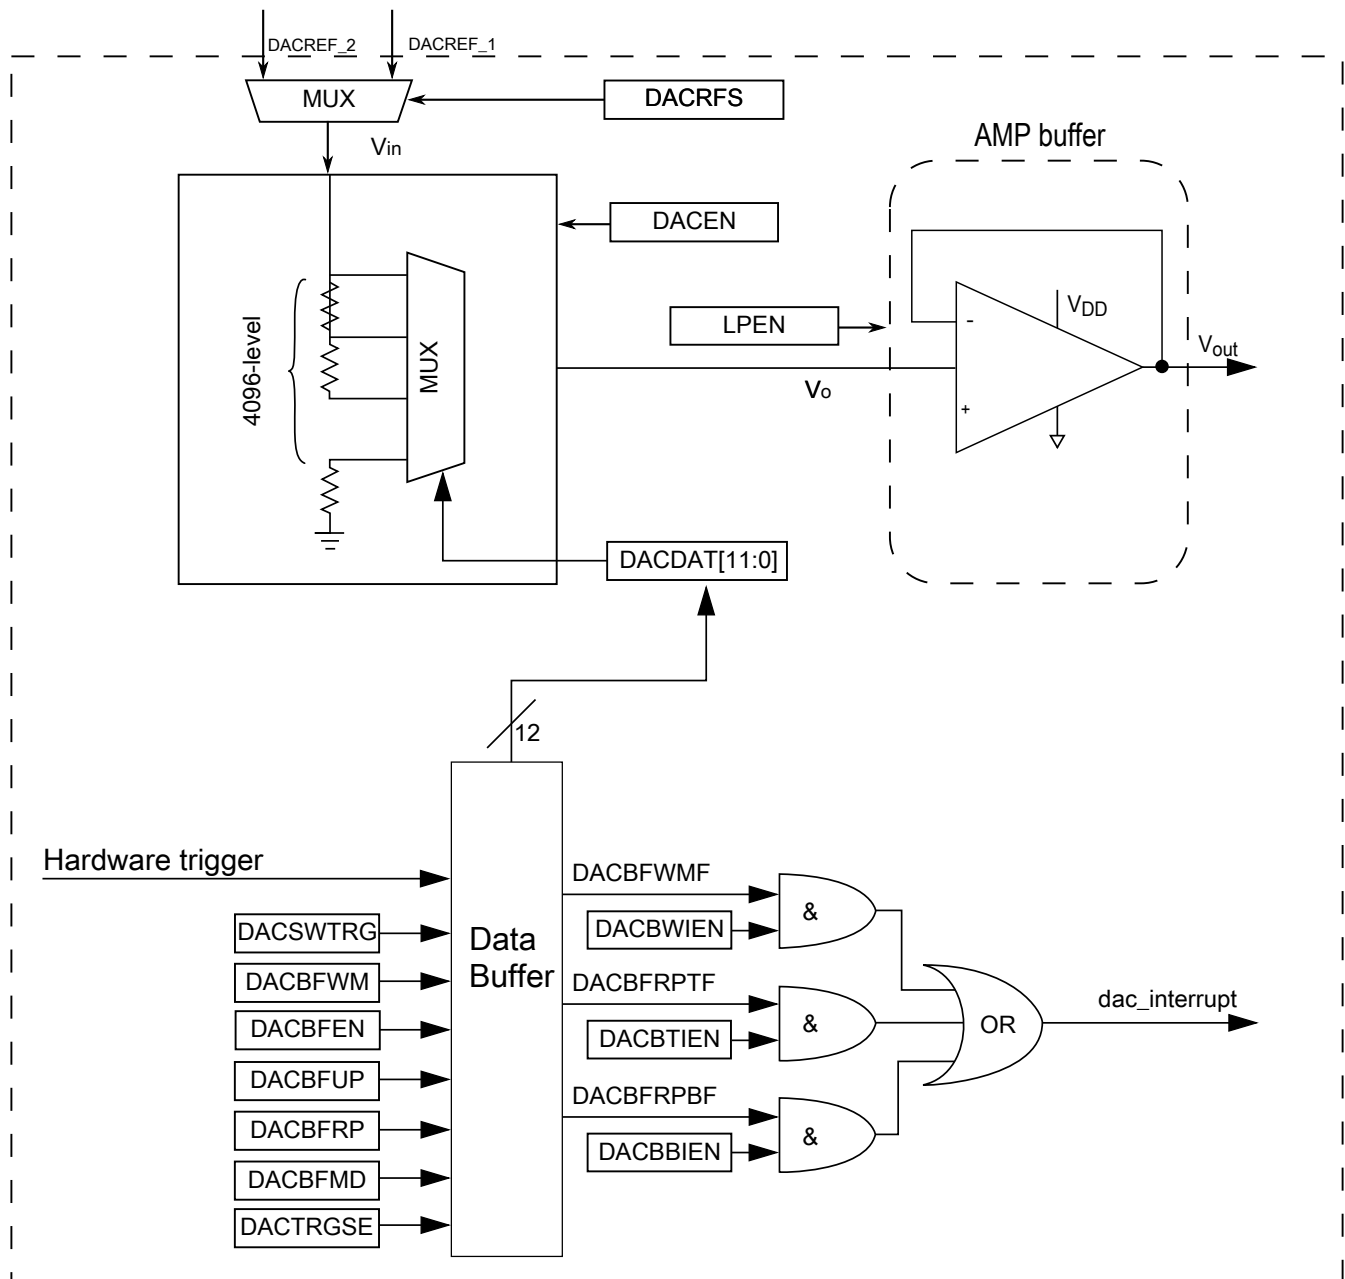 DACREF_2
DACREF_1
MUX
DACRFS
Vin
AMP buffer
DACEN
4096-level
MUX
LPEN
-
VDD
Vout
Vo
+
DACDAT[11:0]
12
Hardware trigger
DACSWTRG
DACBFWM
DACBFEN
DACBFUP
DACBFRP
DACBFMD
DACTRGSE
Data
Buffer
DACBFWMF
DACBWIEN
&
DACBFRPTF
DACBTIEN
&
DACBFRPBF
DACBBIEN
&
OR
dac_interrupt